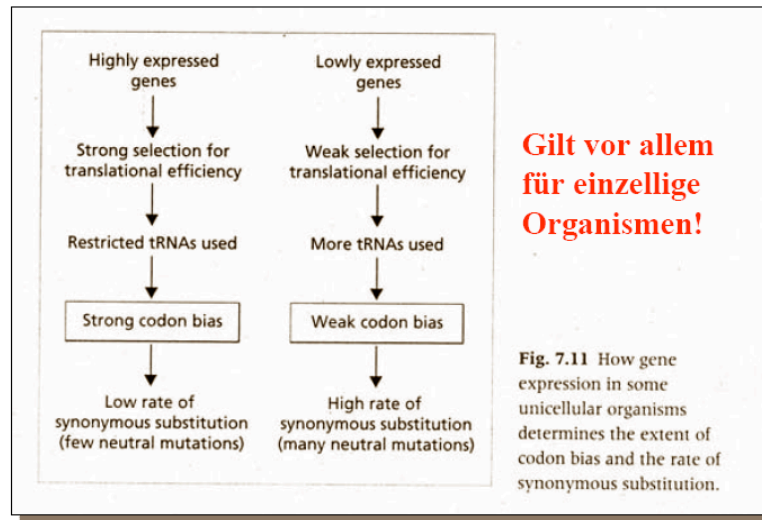 Highly expressed
genes
Strong selection for
translational efficiency
Restricted tRNAs used
Strong codon bias
Low rate of
synonymous substitution
(few neutral mutations)
Lowly expressed
genes
Weak selection for
translational efficiency
More tRNAs used
Weak codon bias
High rate of
synonymous substitution
(many neutral mutations)
Gilt vor allem
für einzellige
Organismen!
Fig. 7.11 How gene
expression in some
unicellular organisms
determines the extent of
codon bias and the rate of
synonymous substitution.